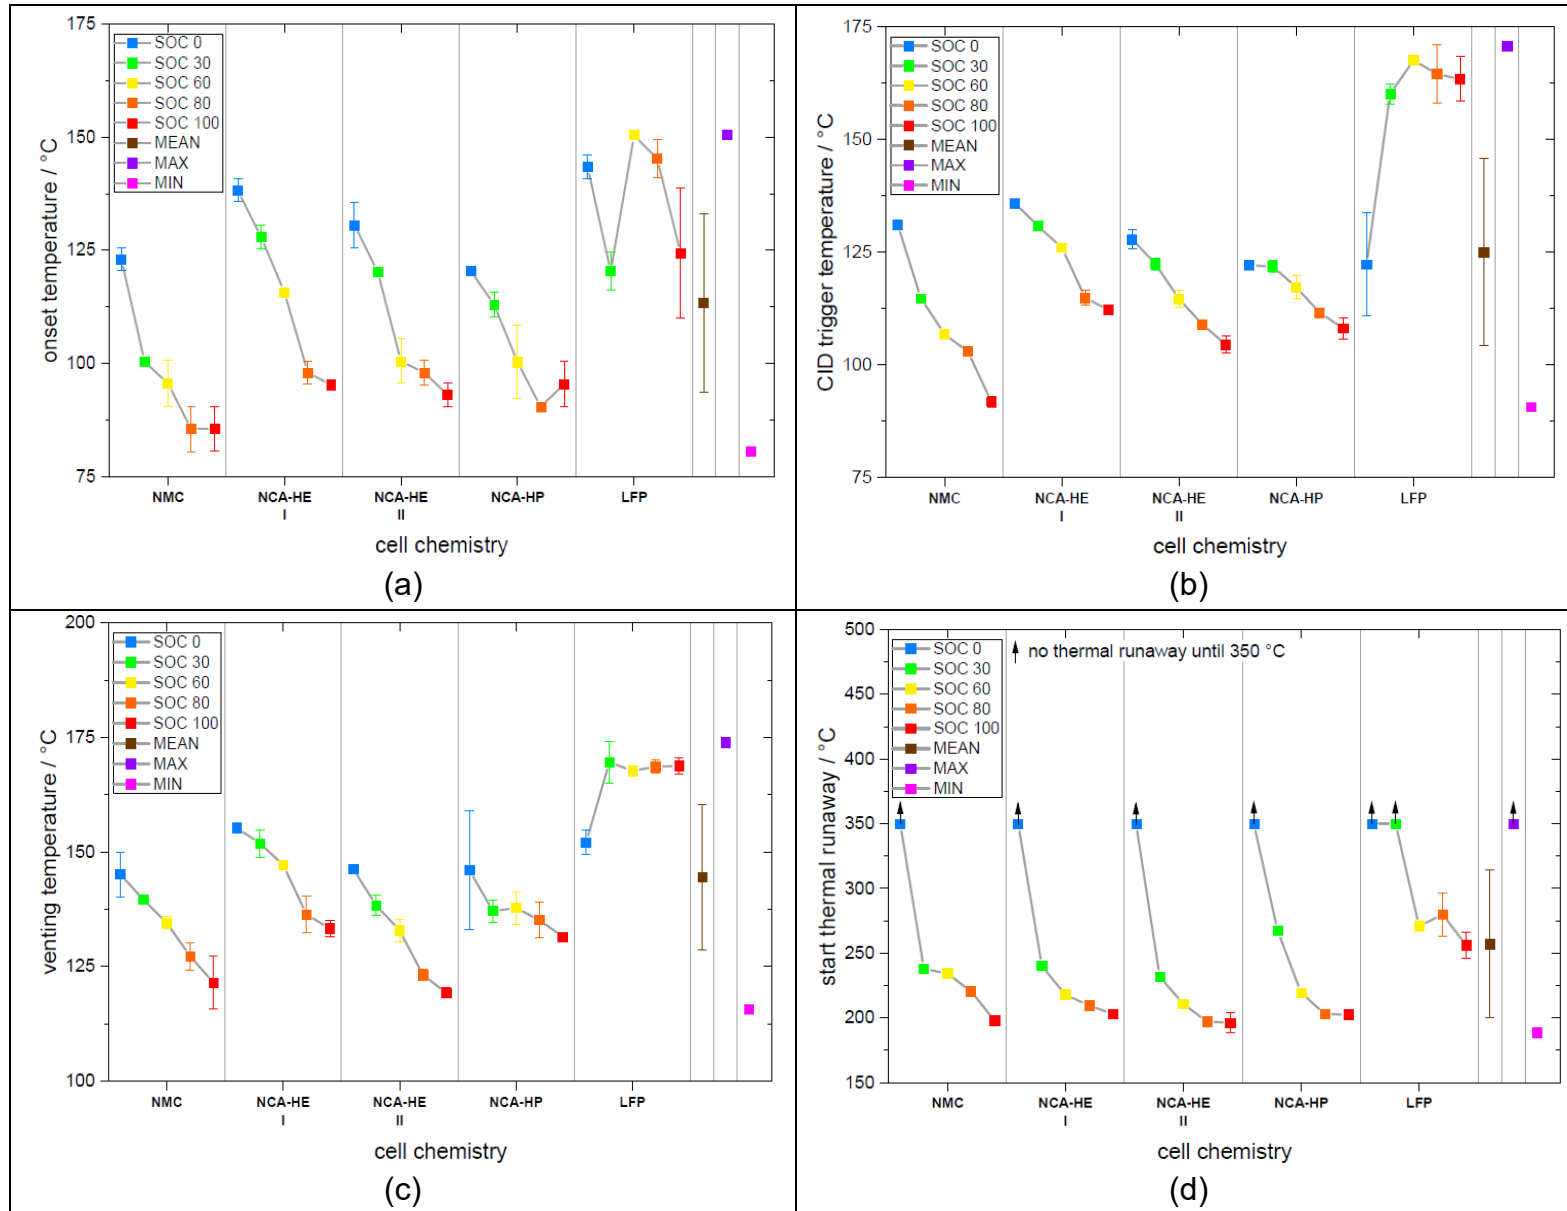 175
150
125
100
75
onset temperature / °C
SOC 0
SOC 30
SOC 60
SOC 80
SOC 100
MEAN
MAX
MIN
NMC
NCA-HE
I
NCA-HE
II
NCA-HP
LFP
cell chemistry
(a)
175
150
125
100
75
CID trigger temperature / °C
SOC 0
SOC 30
SOC 60
SOC 80
SOC 100
MEAN
MAX
MIN
NMC
NCA-HE
I
NCA-HE
II
NCA-HP
LFP
cell chemistry
(b)
200
175
150
125
100
venting temperature / °C
SOC 0
SOC 30
SOC 60
SOC 80
SOC 100
MEAN
MAX
MIN
NMC
NCA-HE
I
NCA-HE
II
NCA-HP
LFP
cell chemistry
(c)
500
450
400
350
300
250
200
150
start thermal runaway / °C
SOC 0
SOC 30
SOC 60
SOC 80
SOC 100
MEAN
MAX
MIN
no thermal runaway until 350 °C
NMC
NCA-HE
I
NCA-HE
II
NCA-HP
LFP
cell chemistry
(d)